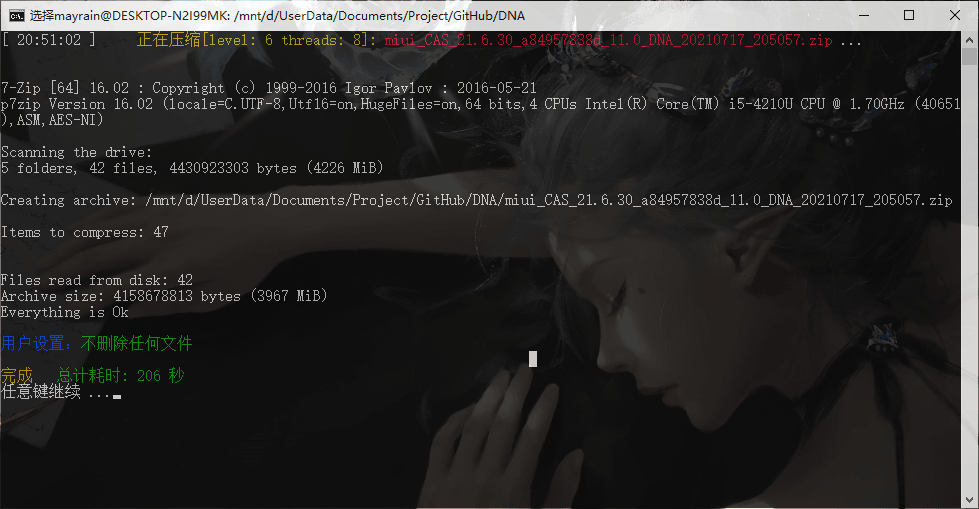 选择mayrain@DESKTOP-N2I99MK: /mnt/d/UserData/Documents/Project/GitHub/DNA
[ 20:51:02 ] 正在压缩[level: 6 threads: 8]: miui_CAS_21.6.30_a84957838d_11.0_DNA_20210717_205057.zip ...
7-Zip [64] 16.02 : Copyright (c) 1999-2016 Igor Pavlov : 2016-05-21
p7zip Version 16.02 (locale=C.UTF-8,Utf16=on,HugeFiles=on,64 bits,4 CPUs Intel(R) Core(TM) i5-4210U CPU @ 1.70GHz (40651
),ASM,AES-NI)
Scanning the drive:
5 folders, 42 files, 4430923303 bytes (4226 MiB)
Creating archive: /mnt/d/UserData/Documents/Project/GitHub/DNA/miui_CAS_21.6.30_a84957838d_11.0_DNA_20210717_205057.zip
Items to compress: 47
Files read from disk: 42
Archive size: 4158678813 bytes (3967 MiB)
Everything is Ok
用户设置：不删除任何文件
完成 总计耗时: 206 秒
任意键继续 ...